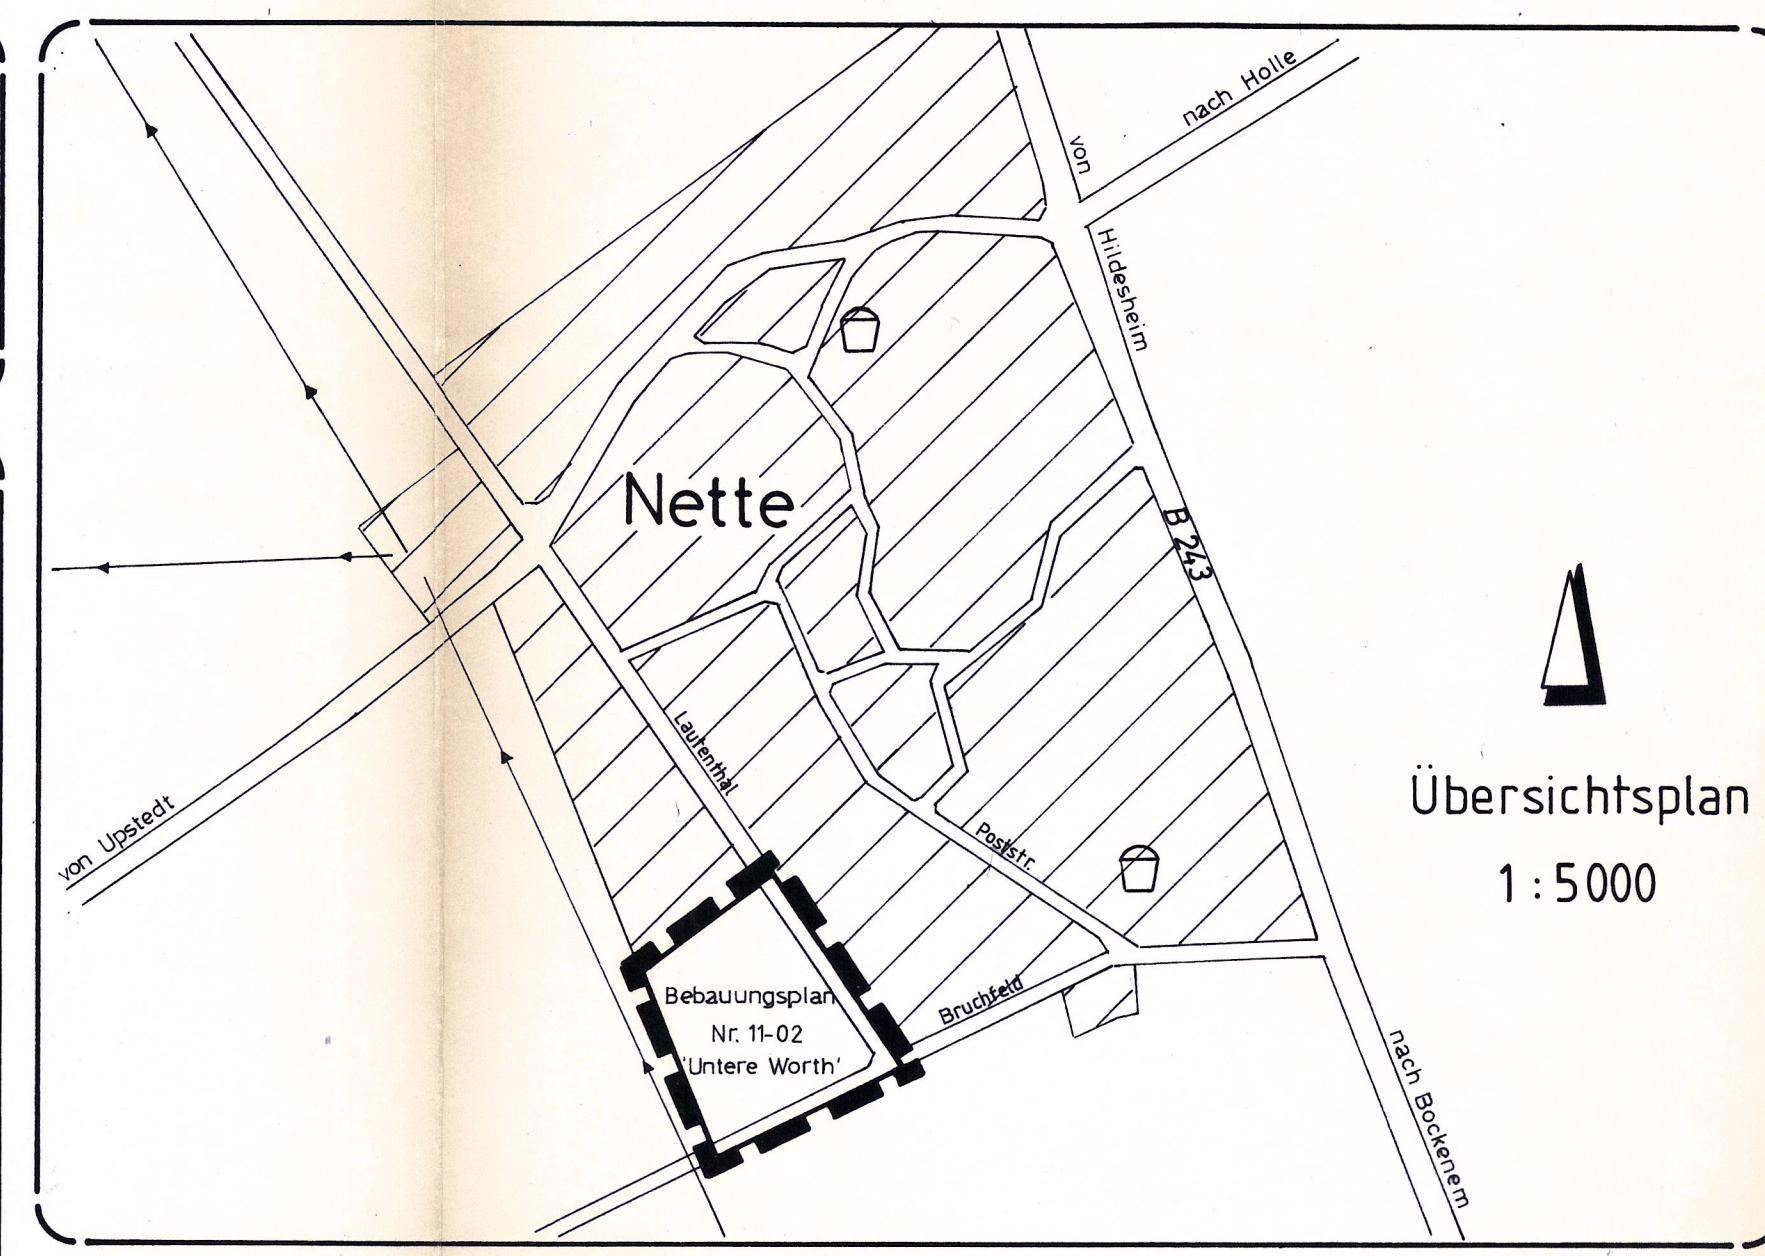 nach Holle
von
Hildesheim
Nette
B 243
Lautenthal
Übersichtsplan
von Upstedt
Poststr.
1 : 5000
Bruchfeld
Bebauungsplan
Nr. 11-02
'Untere Worth'
nach Bockenem